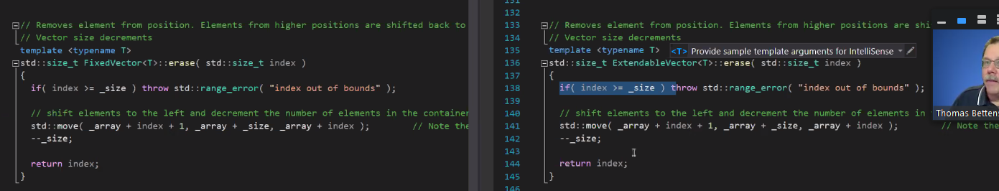 // Removes element from position. Elements from higher positions are shifted back to
// Vector size decrements
template <typename T>
std::size_t FixedVector<T>::erase( std::size_t index )
{
if( index >= _size ) throw std::range_error( "index out of bounds" );
// shift elements to the left and decrement the number of elements in the container
std::move( _array + index + 1, _array + _size, _array + index ); // Note the
--_size;
return index;
}
131
132
133 // Removes element from position. Elements from higher positions are shi
134 // Vector size decrements
135 template <typename T> <T> Provide sample template arguments for IntelliSense
136 std::size_t ExtendableVector<T>::erase( std::size_t index )
137 {
138 if( index >= _size ) throw std::range_error( "index out of bounds" );
139
140 // shift elements to the left and decrement the number of elements in
141 std::move( _array + index + 1, _array + _size, _array + index ); // Note the
142 --_size;
143
144 return index;
145 }
146
Thomas Bettens